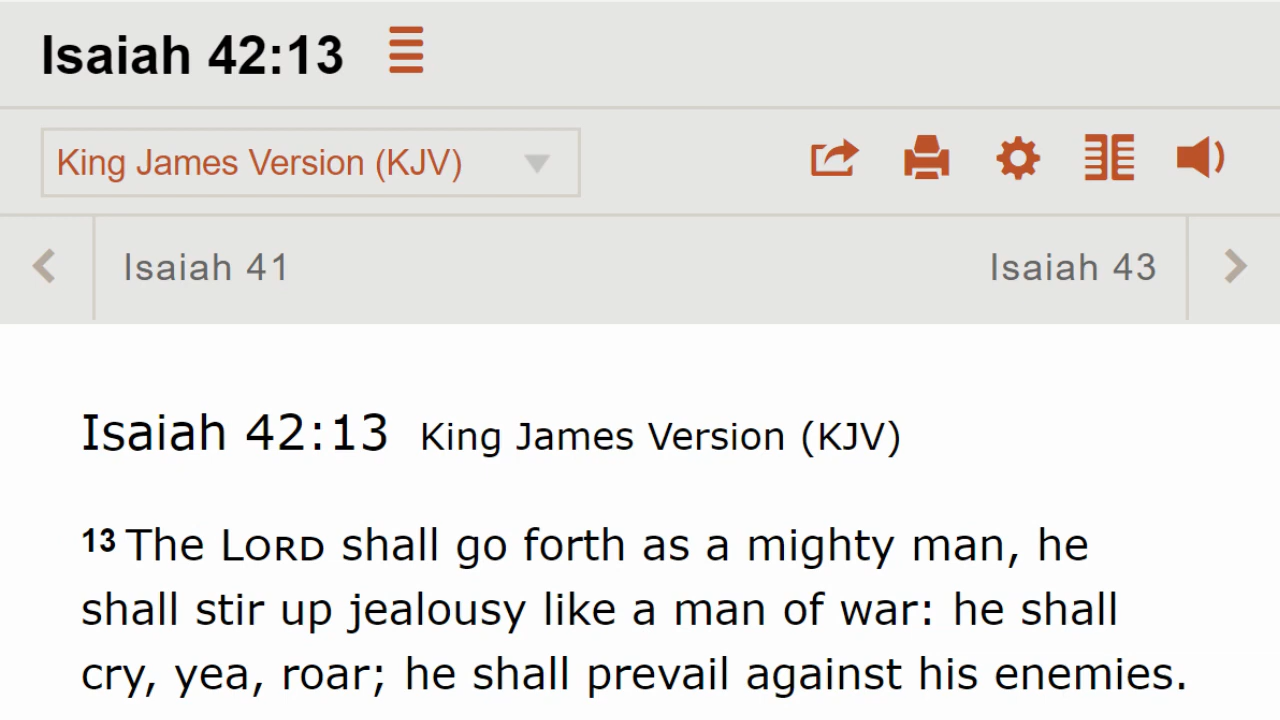 Isaiah 42:13
King James Version (KJV)
Isaiah 41
Isaiah 43
Isaiah 42:13 King James Version (KJV)
13 The LORD shall go forth as a mighty man, he
shall stir up jealousy like a man of war: he shall
cry, yea, roar; he shall prevail against his enemies.